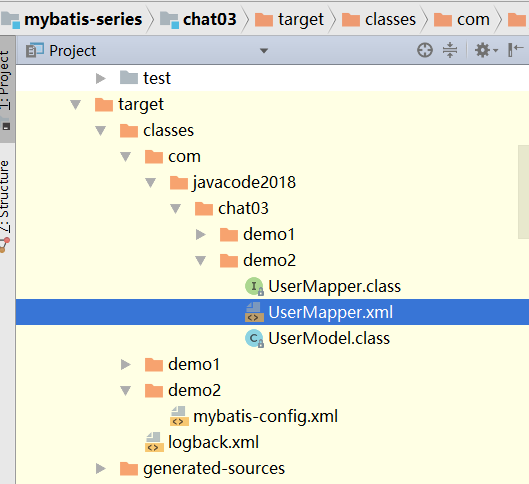 mybatis-series chat03 target classes com
Project
1: Project
7: Structure
test
target
classes
com
javacode2018
chat03
demo1
demo2
UserMapper.class
UserMapper.xml
UserModel.class
demo1
demo2
mybatis-config.xml
logback.xml
generated-sources